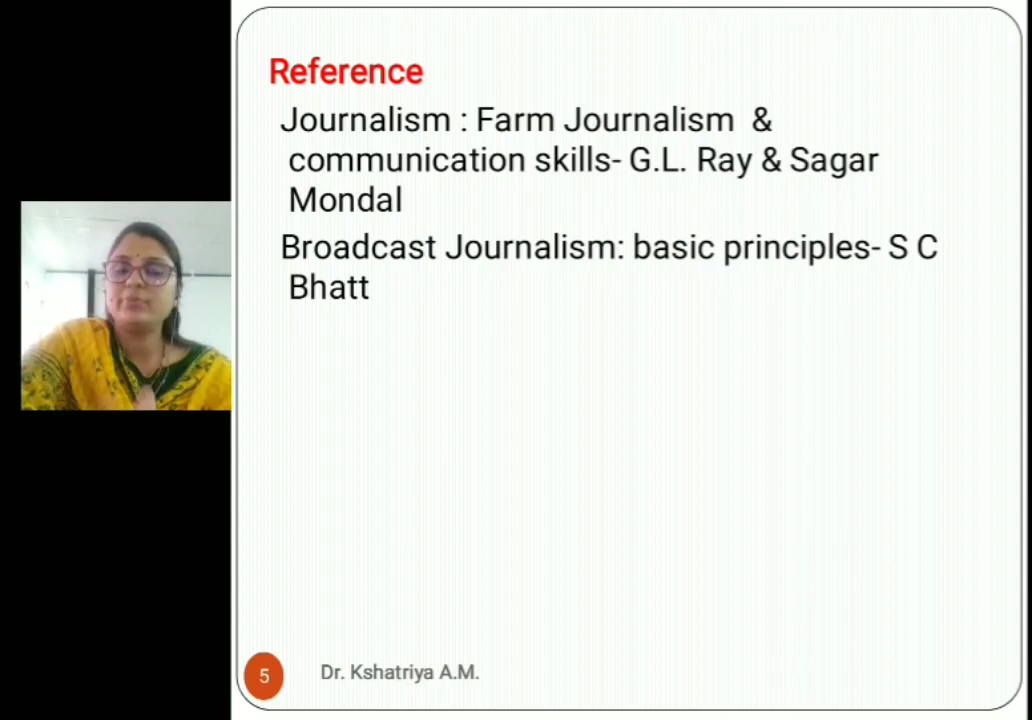 Reference
Journalism : Farm Journalism &
communication skills- G.L. Ray & Sagar
Mondal
Broadcast Journalism: basic principles- S C
Bhatt
5 Dr. Kshatriya A.M.